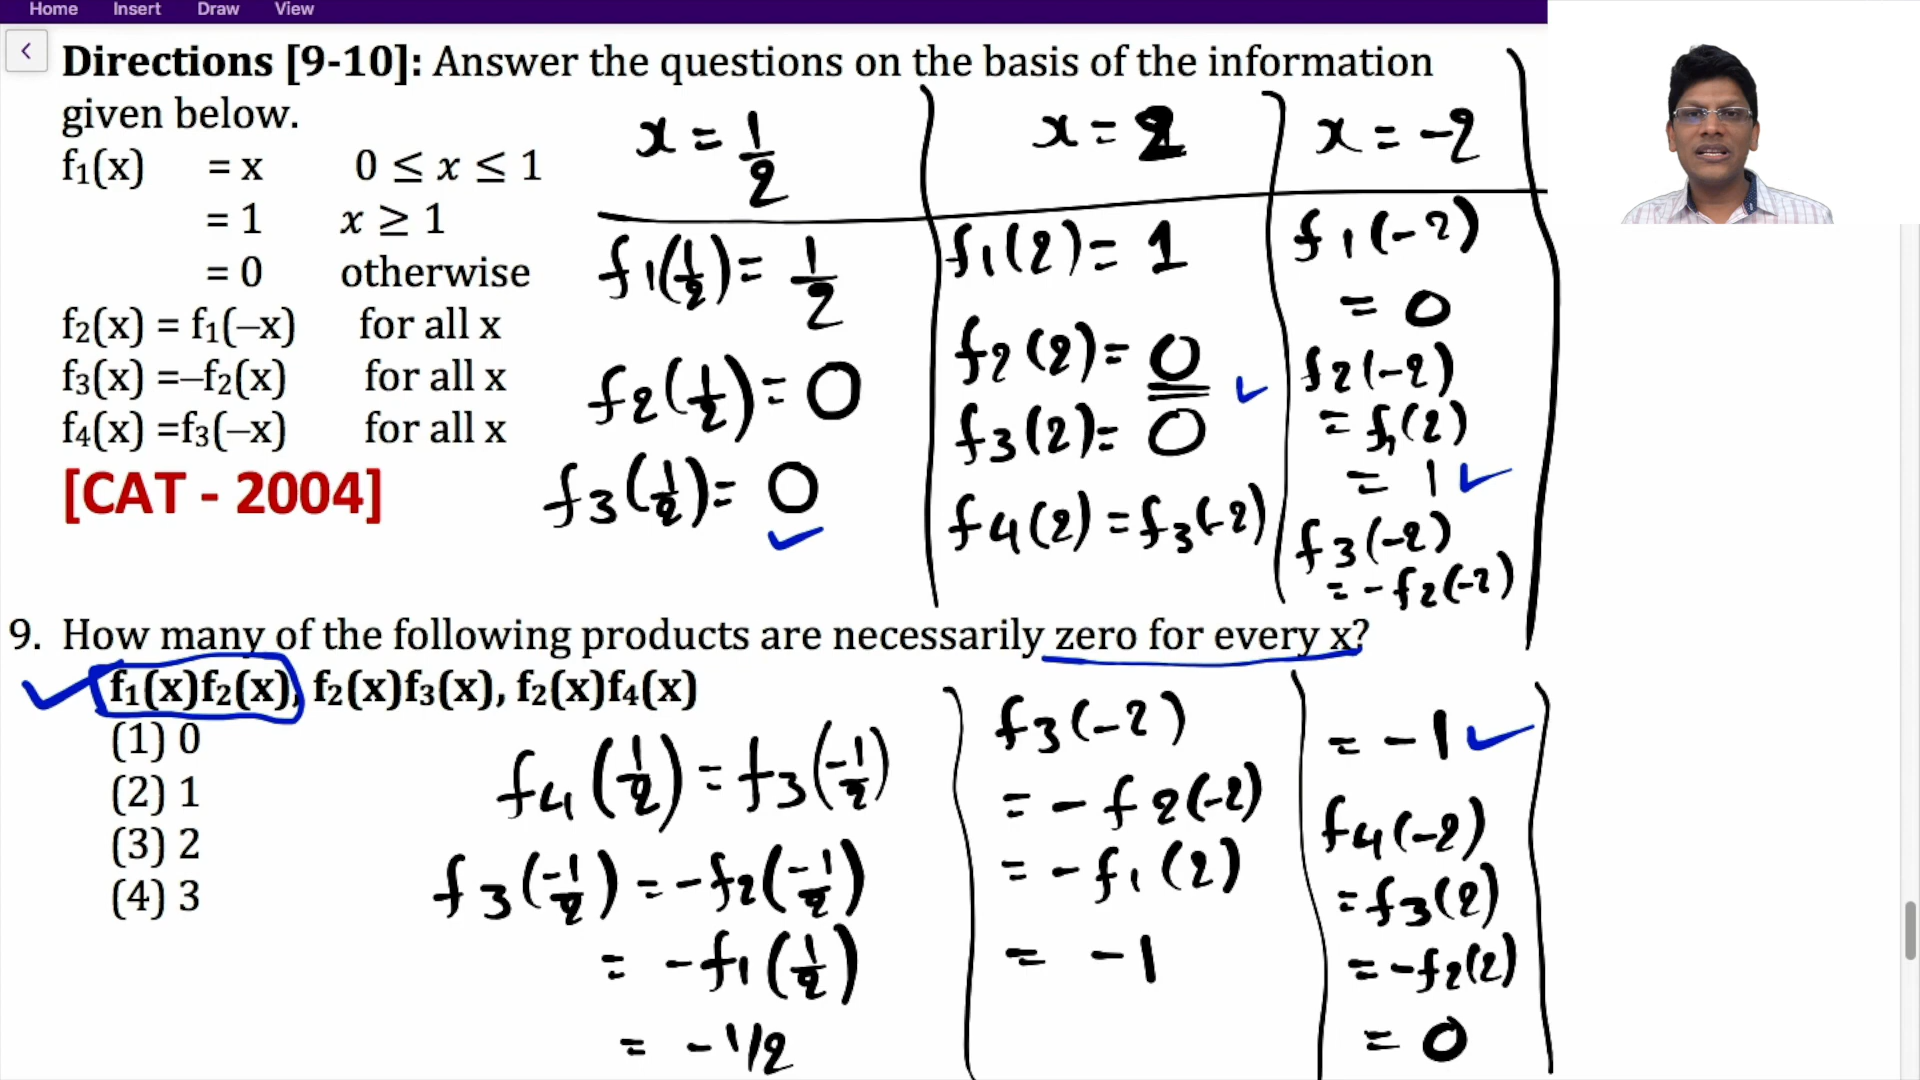 Home Insert Draw View
Directions [9-10]: Answer the questions on the basis of the information
given below.
f₁(x) = x 0 ≤ x ≤ 1
= 1 x ≥ 1
= 0 otherwise
f₂(x) = f₁(–x) for all x
f₃(x) =–f₂(x) for all x
f₄(x) =f₃(–x) for all x
[CAT - 2004]
x = 1/2
f₁(1/2) = 1/2
f₂(1/2) = 0
f₃(1/2) = 0
x = 2
f₁(2) = 1
f₂(2) = 0
f₃(2) = 0
f₄(2) = f₃(-2)
x = -2
f₁(-2)
= 0
f₂(-2)
= f₁(2)
= 1
f₃(-2)
= -f₂(-2)
9. How many of the following products are necessarily zero for every x?
f₁(x)f₂(x), f₂(x)f₃(x), f₂(x)f₄(x)
(1) 0
(2) 1
(3) 2
(4) 3
f₄(1/2) = f₃(-1/2)
f₃(-1/2) = -f₂(-1/2)
= -f₁(1/2)
= -1/2
f₃(-2)
= -f₂(-2)
= -f₁(2)
= -1
= -1
f₄(-2)
= f₃(2)
= -f₂(2)
= 0